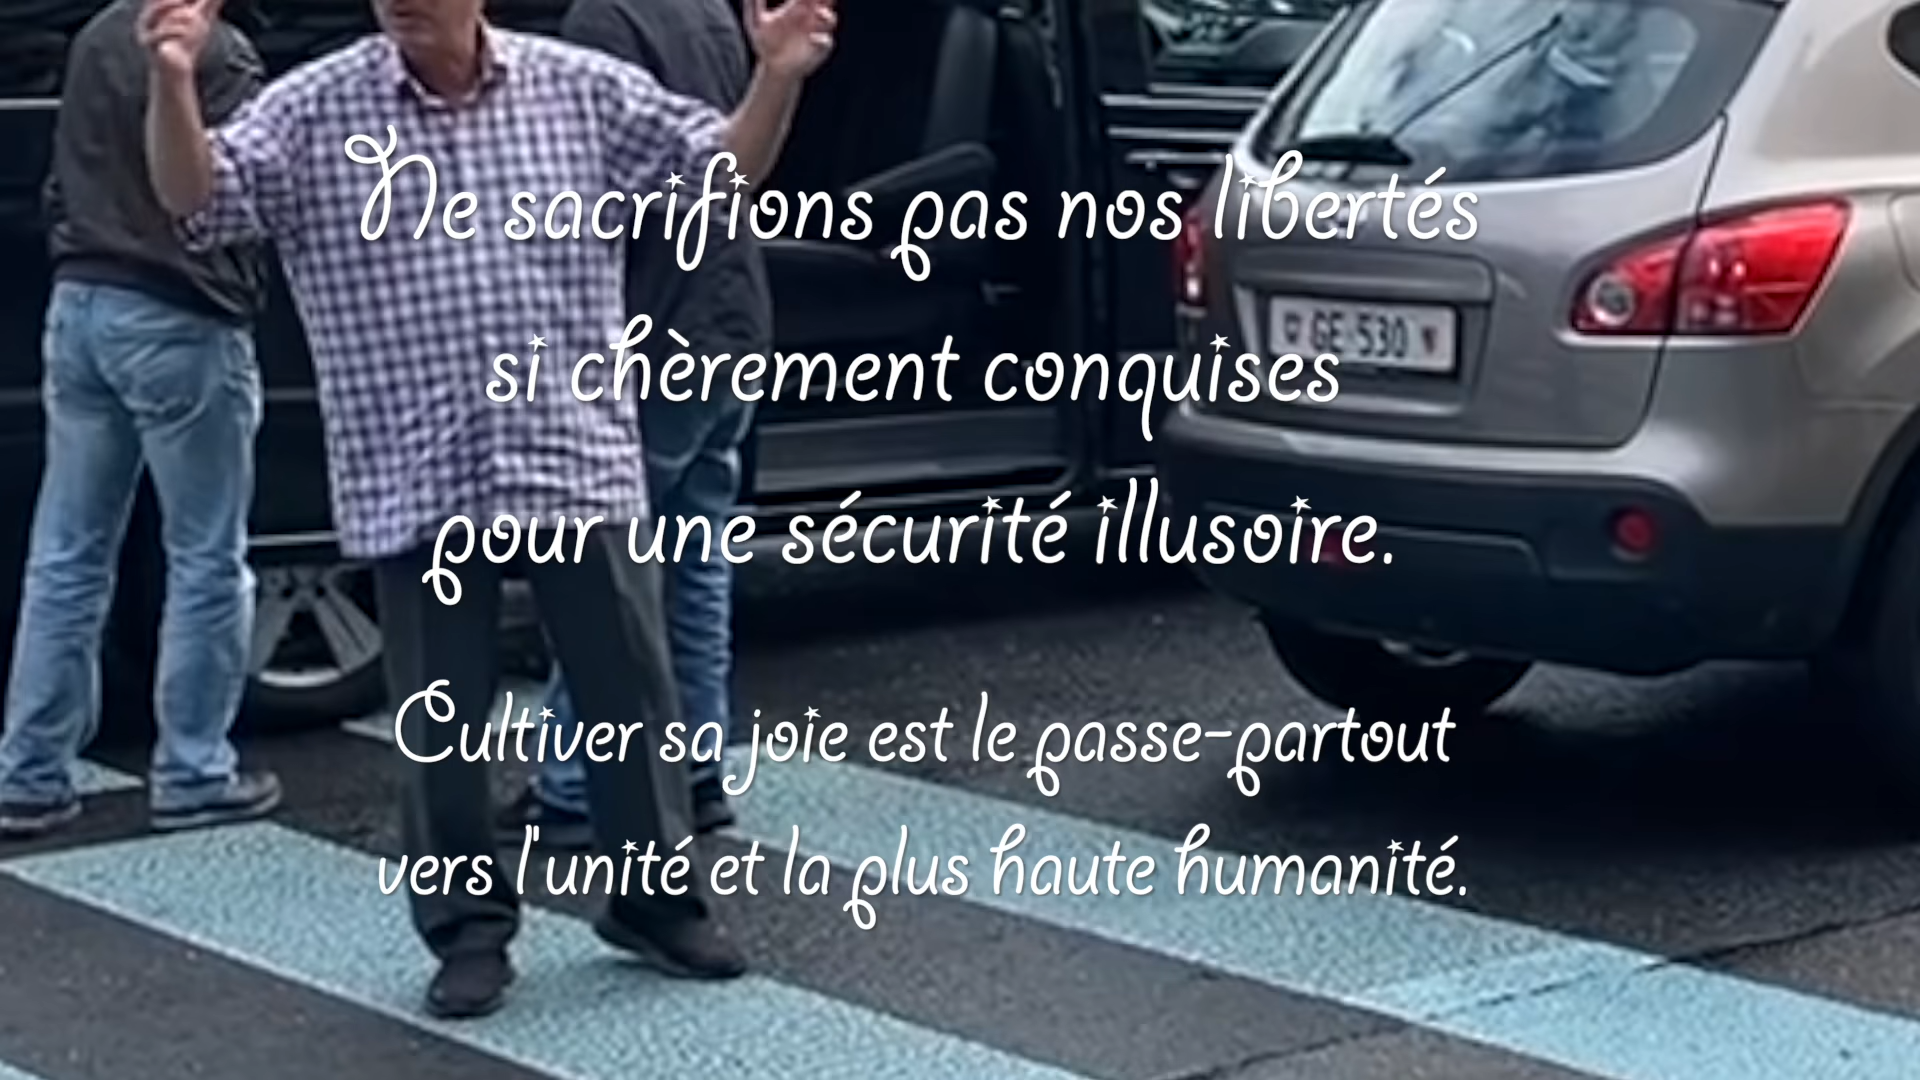 Ne sacrifions pas nos libertés
si chèrement conquises
pour une sécurité illusoire.
Cultiver sa joie est le passe-partout
vers l'unité et la plus haute humanité.
GE·530